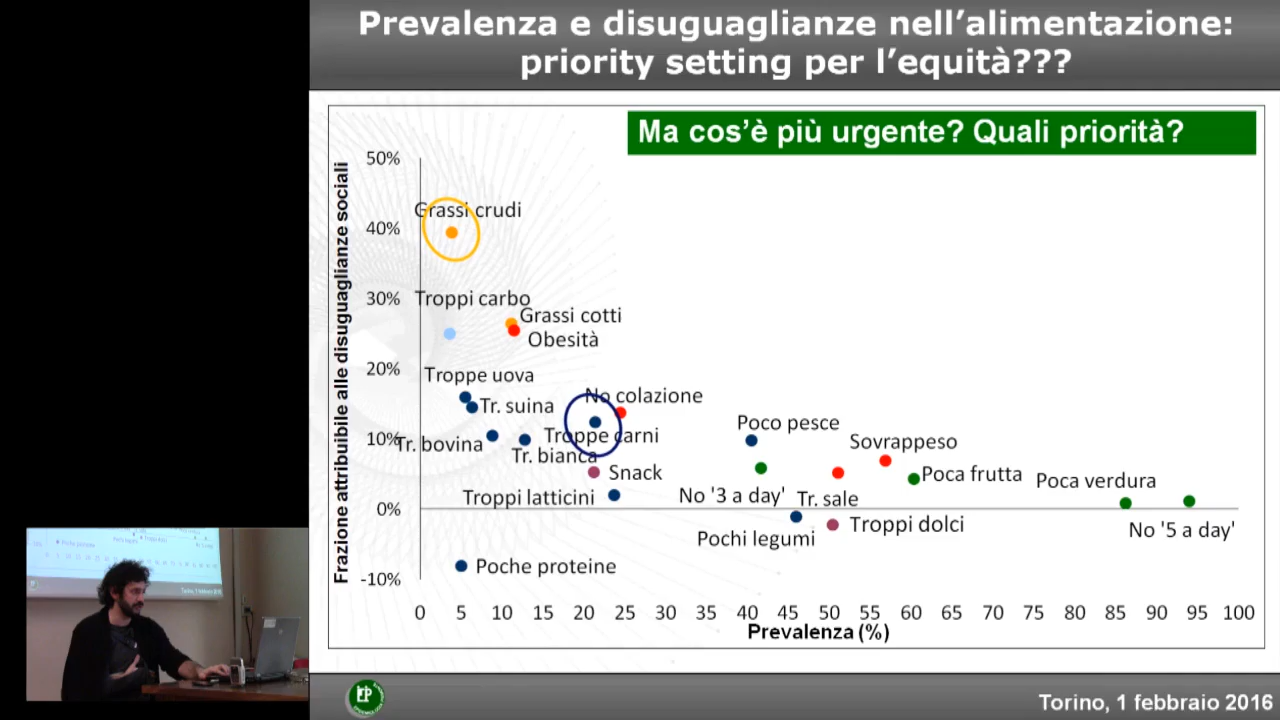 Prevalenza e disuguaglianze nell'alimentazione:
priority setting per l'equità???
Ma cos'è più urgente? Quali priorità?
Frazione attribuibile alle disuguaglianze sociali
50%
40%
30%
20%
10%
0%
-10%
Grassi crudi
Troppi carbo
Grassi cotti
Obesità
Troppe uova
Tr. suina
No colazione
Tr. bovina
Troppe carni
Tr. bianca
Poco pesce
Sovrappeso
Snack
Poca frutta
Poca verdura
Troppi latticini
No '3 a day'
Tr. sale
Pochi legumi
Troppi dolci
No '5 a day'
Poche proteine
0 5 10 15 20 25 30 35 40 45 50 55 60 65 70 75 80 85 90 95 100
Prevalenza (%)
Torino, 1 febbraio 2016